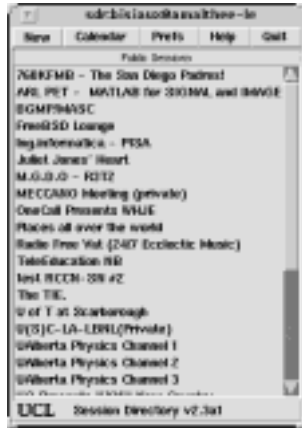 sdr:bisiaso@amalthee-le
New Calendar Prefs Help Quit
Public Sessions
760KFMB - The San Diego Padres!
ARL PET - MATLAB for SIGNAL and IMAGE
BGMP/MASC
FreeBSD Lounge
Ing.Informatica - PISA
Juliet Jones' Heart
M.G.D.O - R3TZ
MECCANO Meeting (private)
OneCall Presents WHJE
Places all over the world
Radio Free Vat (24/7 Ecclectic Music)
TeleEducation NB
test RCCN-SN #2
The TIE.
U of T at Scarborough
U(S)C-LA-LBNL(Private)
UAlberta Physics Channel 1
UAlberta Physics Channel 2
UAlberta Physics Channel 3
UCL Session Directory v2.3a1